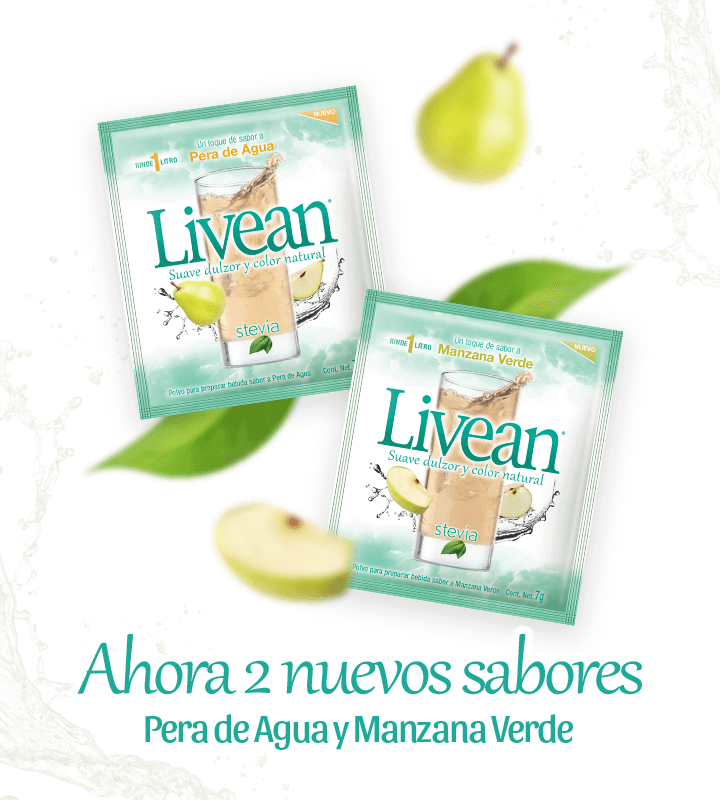 NUEVO
Un toque de sabor a
RINDE 1 LITRO
Pera de Agua
Livean®
Suave dulzor y color natural
stevia
Polvo para preparar bebida sabor a Pera de Agua
Cont. Net.
NUEVO
RINDE 1 LITRO
Un toque de sabor a
Manzana Verde
Livean®
Suave dulzor y color natural
stevia
Polvo para preparar bebida sabor a Manzana Verde
Cont. Net. 7g
Ahora 2 nuevos sabores
Pera de Agua y Manzana Verde